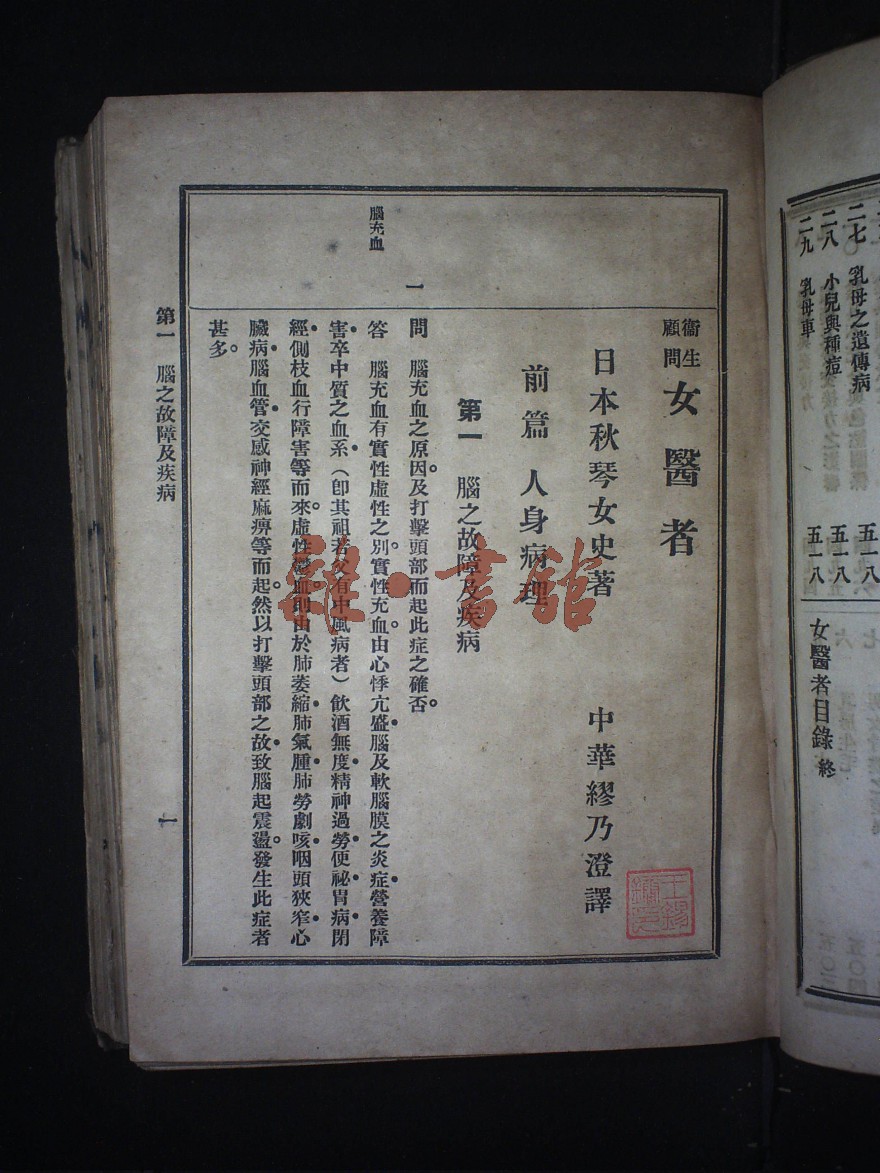 衞生顧問 女醫者
日本秋琴女史著 中華繆乃澄譯
前篇 人身病理
第一 腦之故障及疾病
一
問 腦充血之原因。及打擊頭部而起此症之確否。
腦充血
答 腦充血有實性虛性之別。實性充血。由心悸亢盛•腦及軟腦膜之炎症•營養障
害•卒中質之血系•（卽其祖若父有中風病者）飲酒無度•精神過勞•便祕•胃病•閉
經•側枝血行障害等而來。虛性鬱血。則由於肺萎縮•肺氣腫•肺勞•劇咳•咽頭狹窄•心
臟病•腦血管•交感神經麻痹等而起。然以打擊頭部之故•致腦起震盪。發生此症者
甚多。
第一 腦之故障及疾病
一
二七 乳母之遺傳病 五一八
二八 小兒與種痘 五一八
二九 乳母車 五一八
女醫者目錄 終
書館